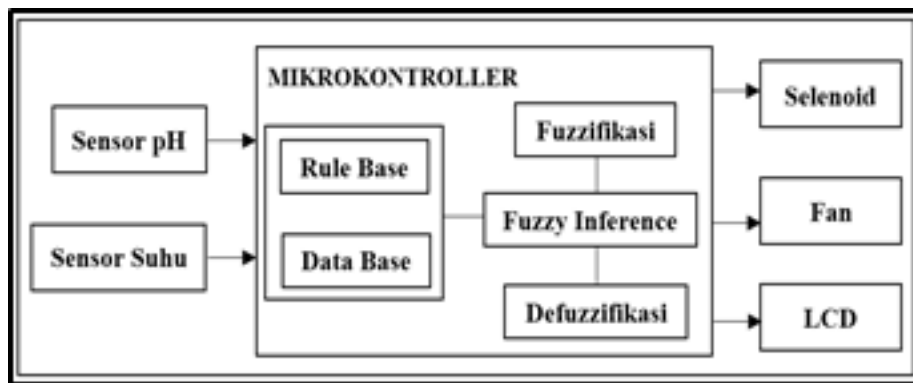 MIKROKONTROLLER
Sensor pH
Sensor Suhu
Rule Base
Data Base
Fuzzifikasi
Fuzzy Inference
Defuzzifikasi
Selenoid
Fan
LCD